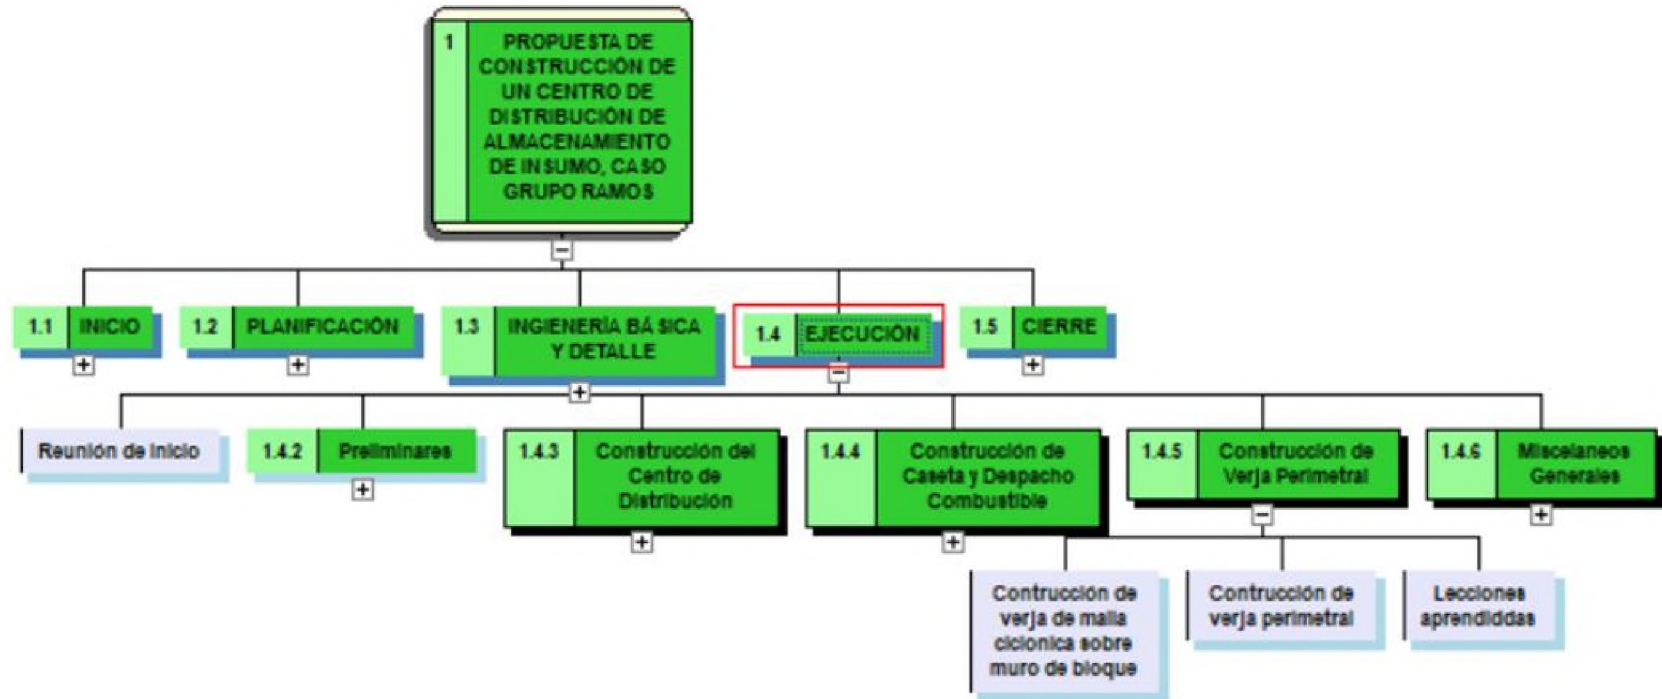 1
PROPUESTA DE
CONSTRUCCIÓN DE
UN CENTRO DE
DISTRIBUCIÓN DE
ALMACENAMIENTO
DE INSUMO, CASO
GRUPO RAMOS
1.1 INICIO
1.2 PLANIFICACIÓN
1.3 INGIENERÍA BÁSICA
Y DETALLE
1.4 EJECUCIÓN
1.5 CIERRE
Reunión de inicio
1.4.2 Preliminares
1.4.3 Construcción del
Centro de
Distribución
1.4.4 Construcción de
Caseta y Despacho
Combustible
1.4.5 Construcción de
Verja Perimetral
1.4.6 Miscelaneos
Generales
Contrucción de
verja de malla
ciclonica sobre
muro de bloque
Contrucción de
verja perimetral
Lecciones
aprendiddas